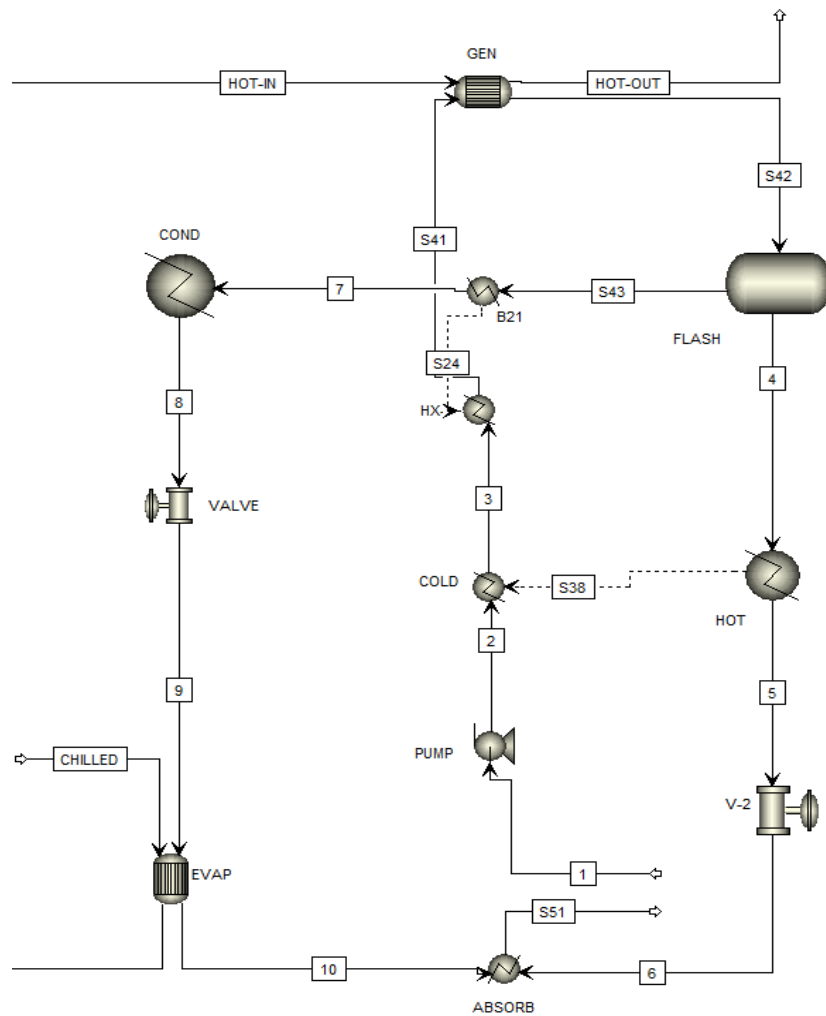 GEN
HOT-IN
HOT-OUT
S42
COND
S41
7
S43
B21
FLASH
S24
4
8
HX-
VALVE
3
COLD
S38
HOT
2
9
5
PUMP
CHILLED
V-2
EVAP
1
S51
10
6
ABSORB